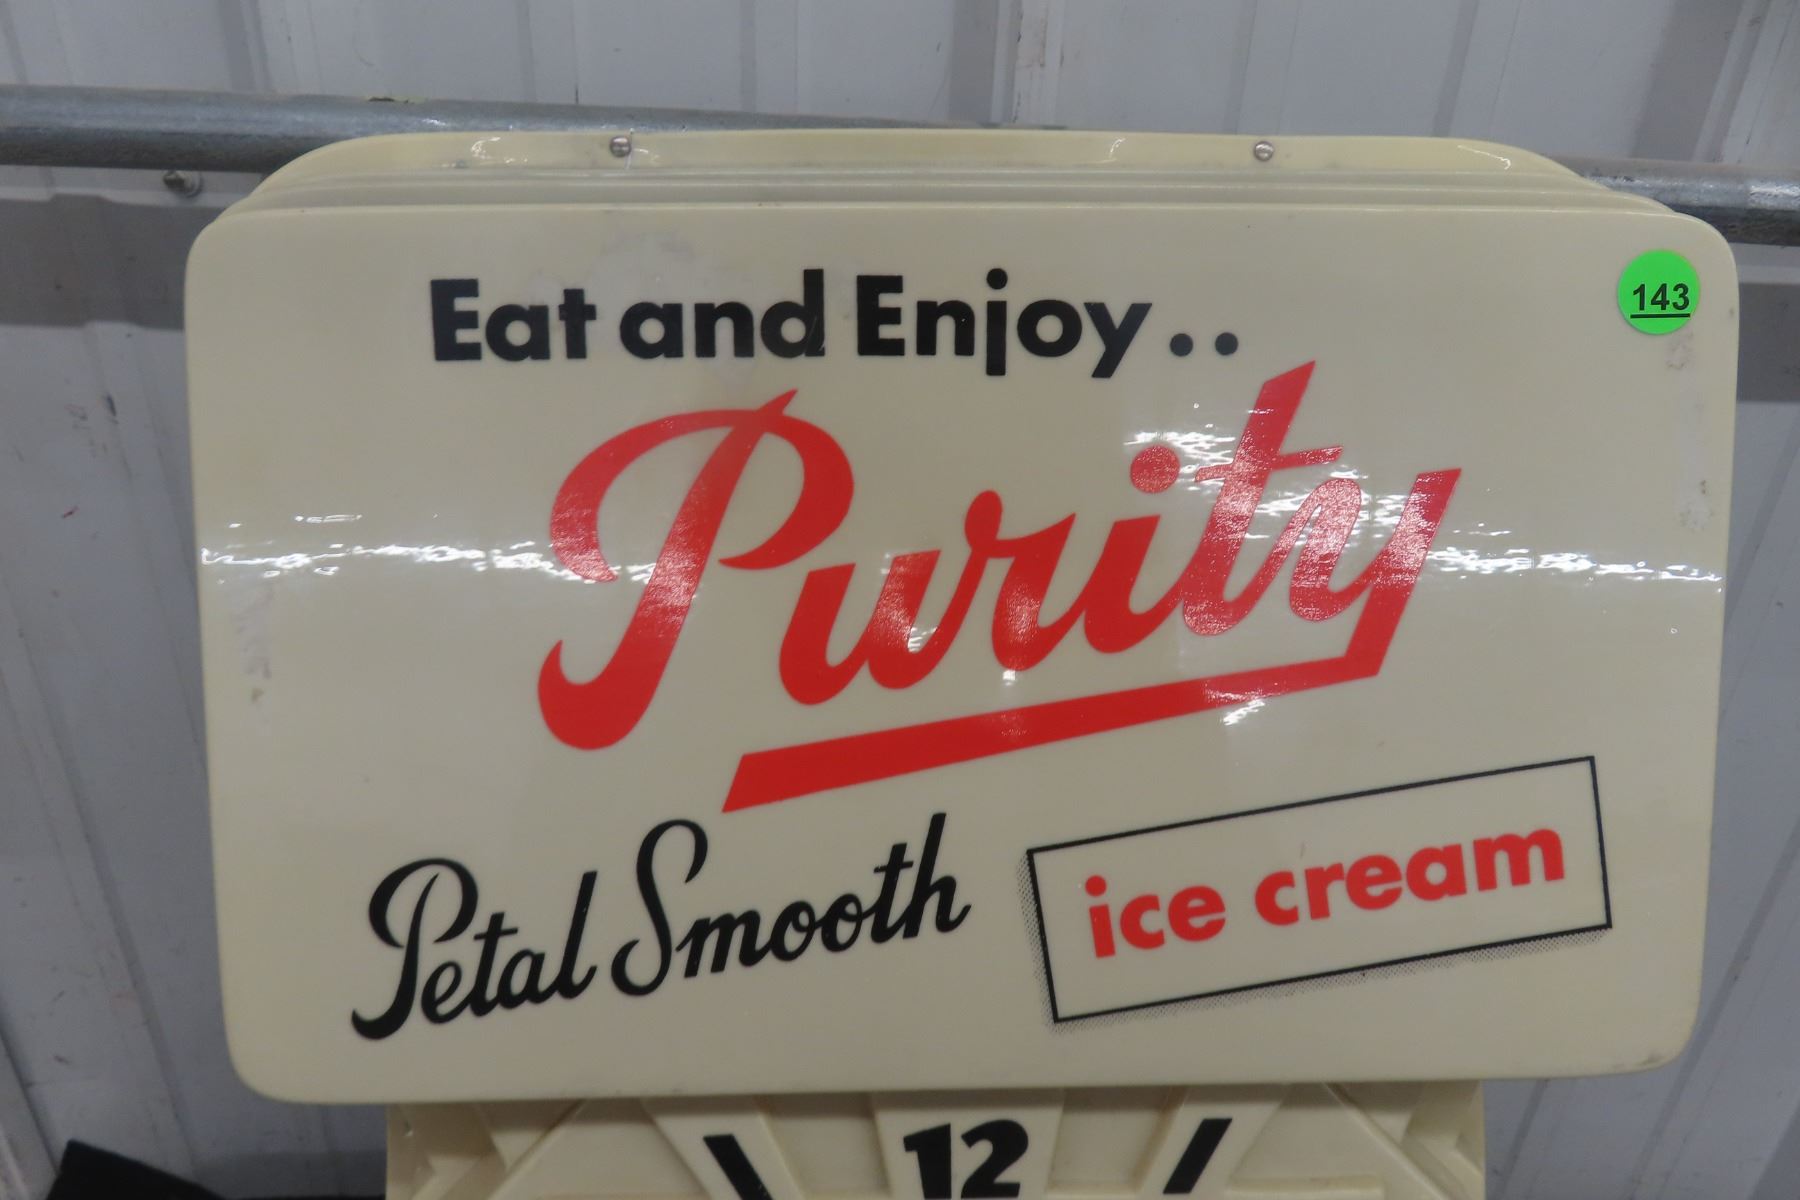 143
Eat and Enjoy..
Purity
Petal Smooth
ice cream
12